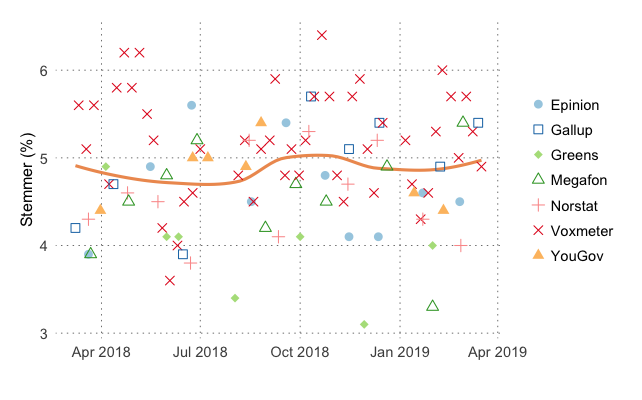 Stemmer (%)
6
5
4
3
Apr 2018
Jul 2018
Oct 2018
Jan 2019
Apr 2019
Epinion
Gallup
Greens
Megafon
Norstat
Voxmeter
YouGov